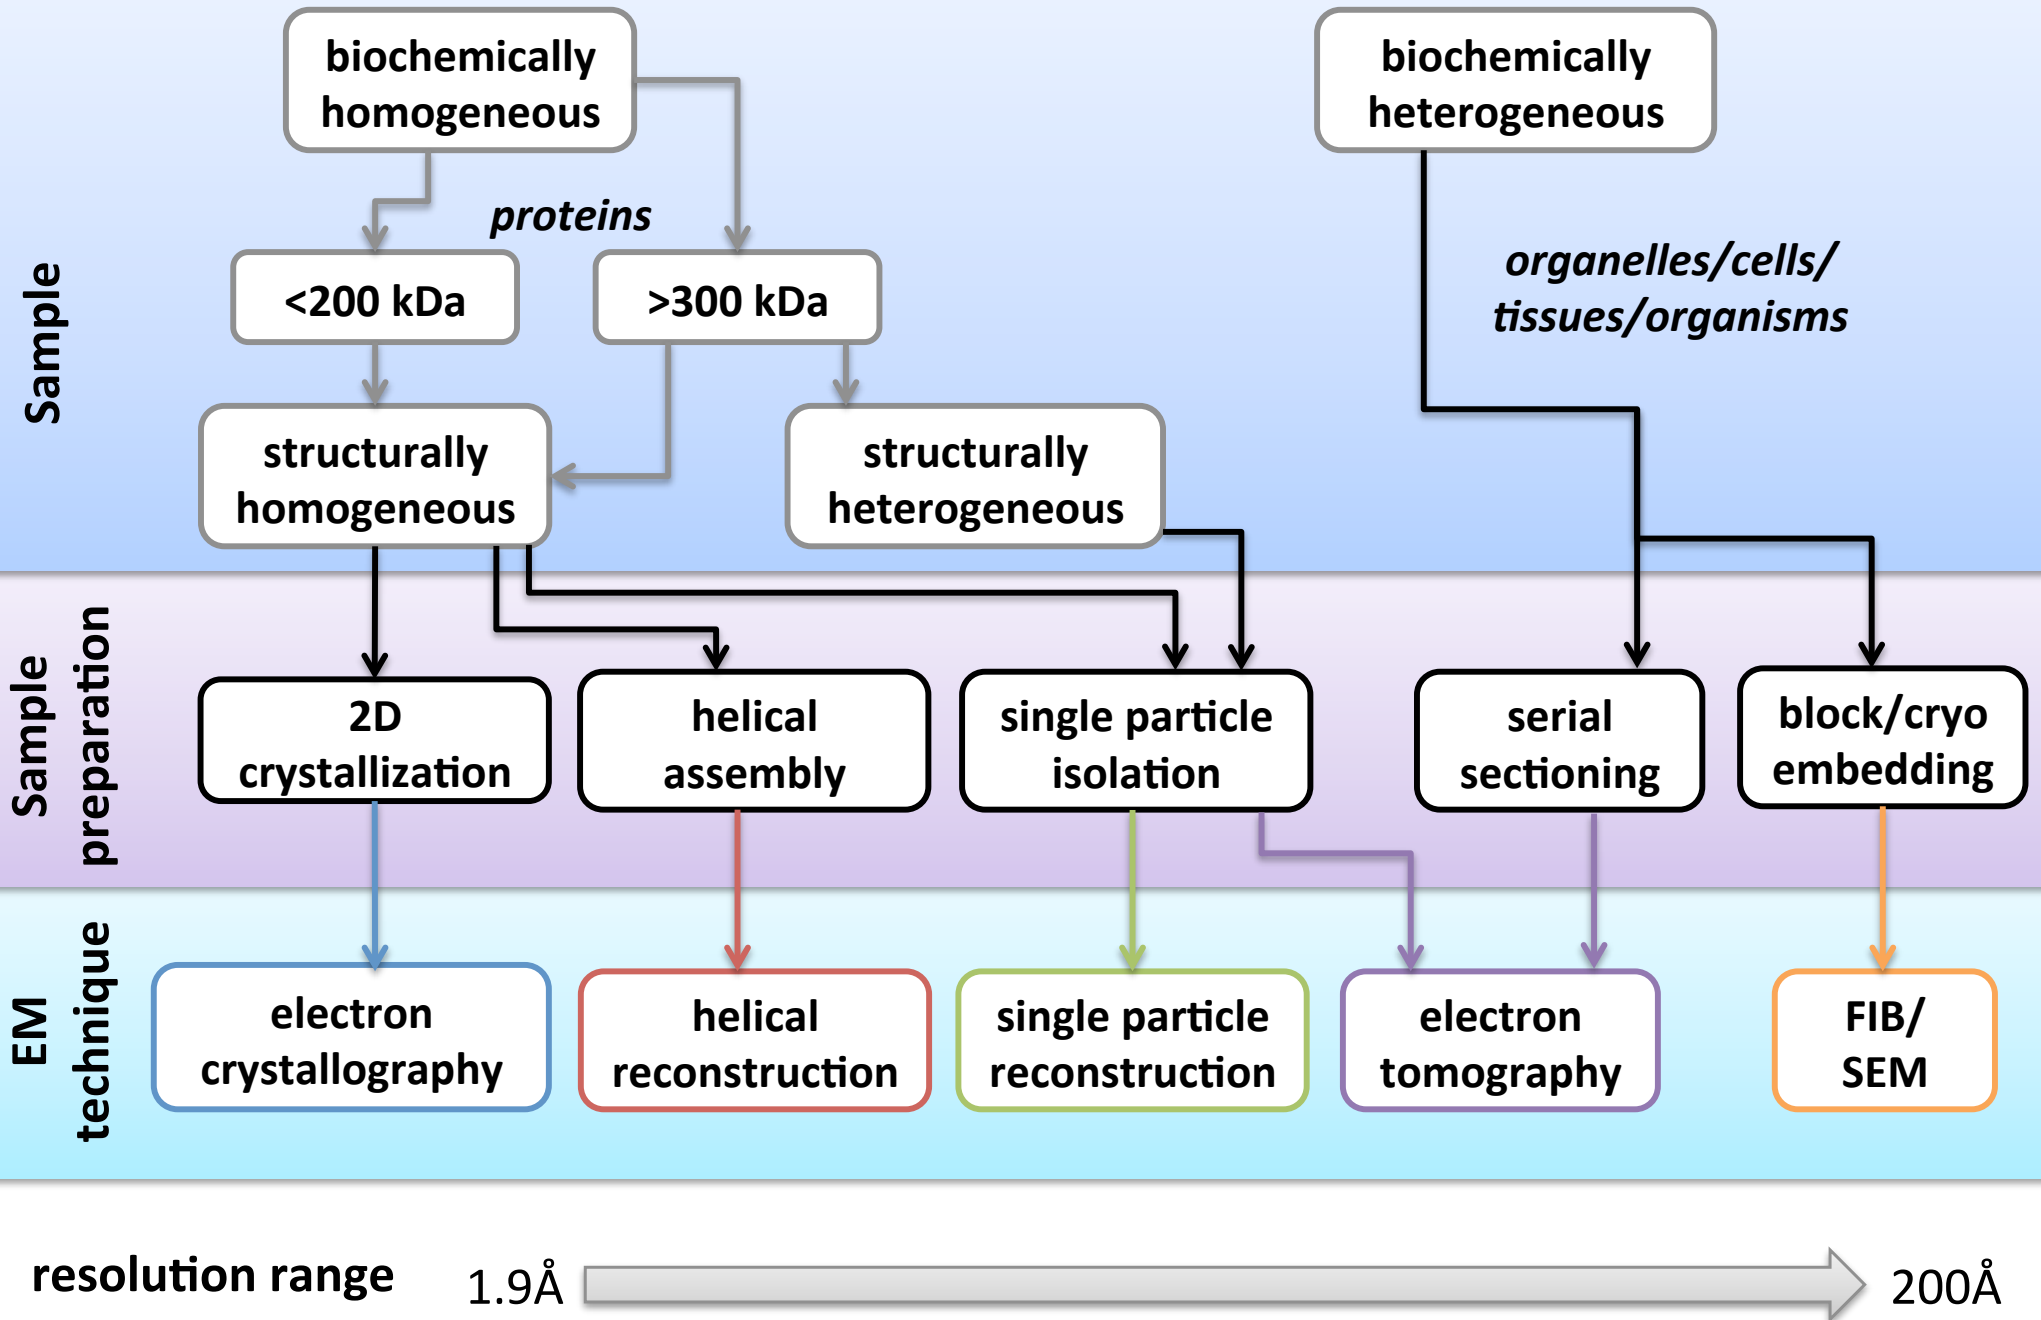 biochemically
homogeneous
biochemically
heterogeneous
proteins
organelles/cells/
tissues/organisms
<200 kDa
>300 kDa
Sample
structurally
homogeneous
structurally
heterogeneous
Sample
preparation
2D
crystallization
helical
assembly
single particle
isolation
serial
sectioning
block/cryo
embedding
EM
technique
electron
crystallography
helical
reconstruction
single particle
reconstruction
electron
tomography
FIB/
SEM
resolution range
1.9Å
200Å